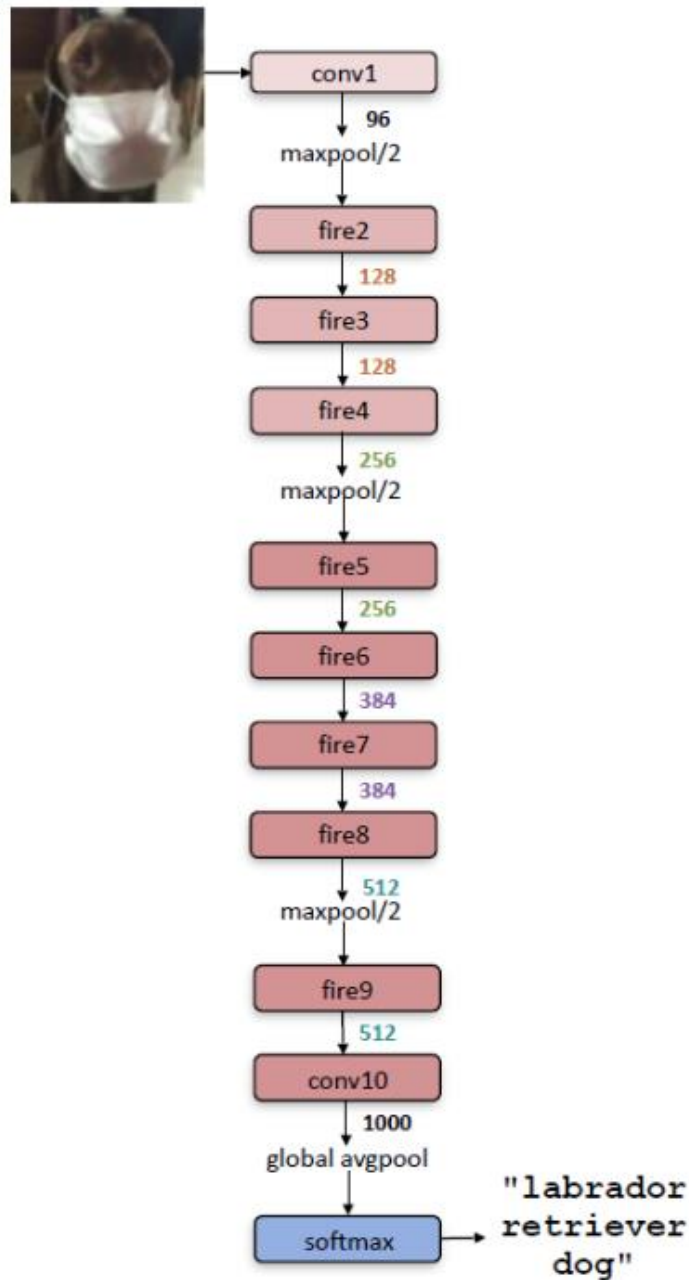 conv1
96
maxpool/2
fire2
128
fire3
128
fire4
256
maxpool/2
fire5
256
fire6
384
fire7
384
fire8
512
maxpool/2
fire9
512
conv10
1000
global avgpool
softmax
"labrador
retriever
dog"